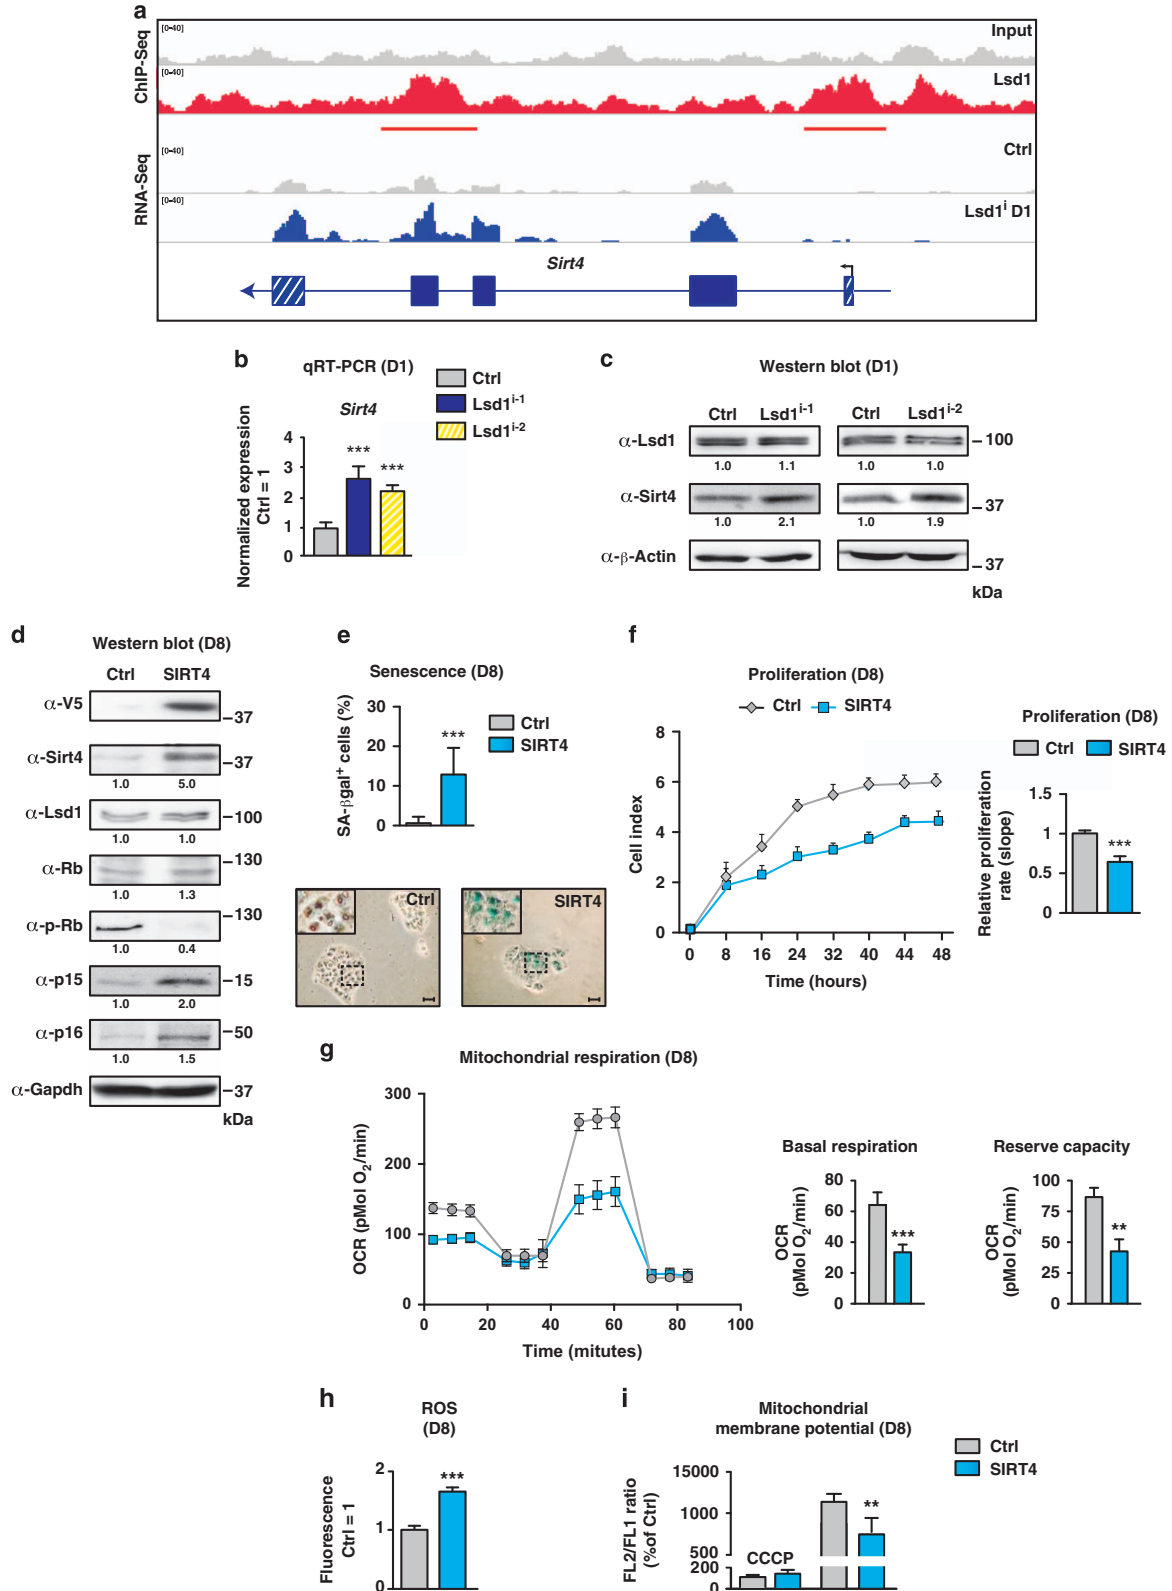 a
ChIP-Seq
[0-40]
Input
[0-40]
Lsd1
RNA-Seq
[0-40]
Ctrl
[0-40]
Lsd1i D1
Sirt4
b
qRT-PCR (D1)
Sirt4
Normalized expression
Ctrl = 1
4
3
2
1
0
***
***
Ctrl
Lsd1i-1
Lsd1i-2
c
Western blot (D1)
Ctrl Lsd1i-1 Ctrl Lsd1i-2
α-Lsd1
100
1.0 1.1 1.0 1.0
α-Sirt4
37
1.0 2.1 1.0 1.9
α-β-Actin
37
kDa
d
Western blot (D8)
Ctrl SIRT4
α-V5
37
α-Sirt4
37
1.0 5.0
α-Lsd1
100
1.0 1.0
α-Rb
130
1.0 1.3
α-p-Rb
130
1.0 0.4
α-p15
15
1.0 2.0
α-p16
50
1.0 1.5
α-Gapdh
37
kDa
e
Senescence (D8)
SA-βgal+ cells (%)
30
20
10
0
***
Ctrl
SIRT4
Ctrl
SIRT4
f
Proliferation (D8)
Ctrl SIRT4
Cell index
8
6
4
2
0
0 8 16 24 32 40 44 48
Time (hours)
Proliferation (D8)
Ctrl SIRT4
Relative proliferation
rate (slope)
1.5
1
0.5
0
***
g
Mitochondrial respiration (D8)
OCR (pMol O2/min)
300
200
100
0
0 20 40 60 80 100
Time (mitutes)
Basal respiration
OCR
(pMol O2/min)
80
60
40
20
0
***
Reserve capacity
OCR
(pMol O2/min)
100
75
50
25
0
**
h
ROS
(D8)
Fluorescence
Ctrl = 1
2
1
0
***
i
Mitochondrial
membrane potential (D8)
FL2/FL1 ratio
(%of Ctrl)
15000
1000
500
200
0
CCCP
**
Ctrl
SIRT4